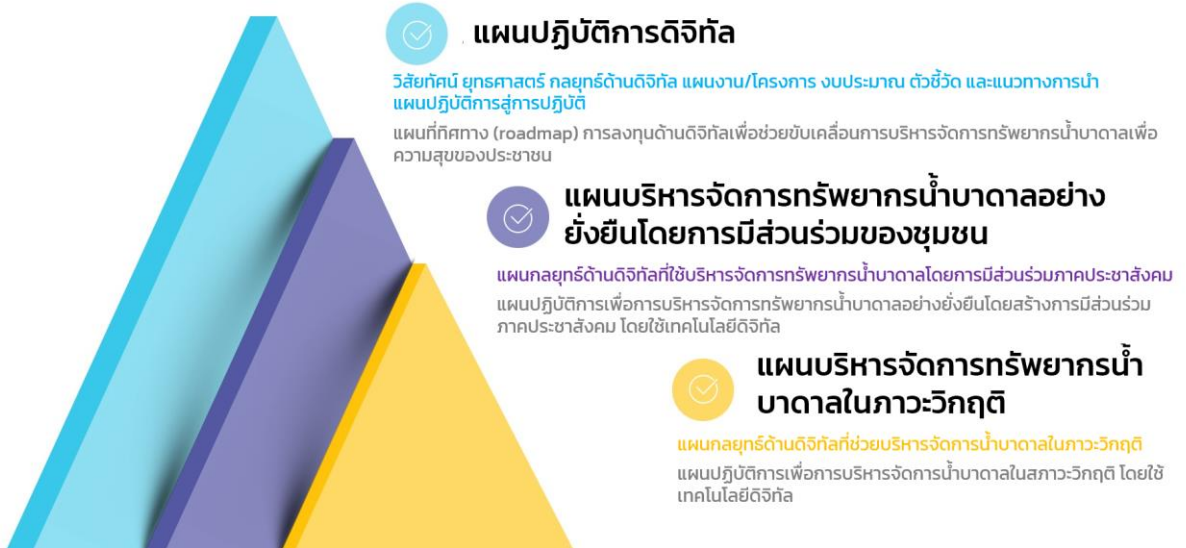 แผนปฏิบัติการดิจิทัล
วิสัยทัศน์ ยุทธศาสตร์ กลยุทธ์ด้านดิจิทัล แผนงาน/โครงการ งบประมาณ ตัวชี้วัด และแนวทางการนำ
แผนปฏิบัติการสู่การปฏิบัติ
แผนที่ทิศทาง (roadmap) การลงทุนด้านดิจิทัลเพื่อช่วยขับเคลื่อนการบริหารจัดการทรัพยากรน้ำบาดาลเพื่อ
ความสุขของประชาชน
แผนบริหารจัดการทรัพยากรน้ำบาดาลอย่าง
ยั่งยืนโดยการมีส่วนร่วมของชุมชน
แผนกลยุทธ์ด้านดิจิทัลที่ใช้บริหารจัดการทรัพยากรน้ำบาดาลโดยการมีส่วนร่วมภาคประชาสังคม
แผนปฏิบัติการเพื่อการบริหารจัดการทรัพยากรน้ำบาดาลอย่างยั่งยืนโดยสร้างการมีส่วนร่วม
ภาคประชาสังคม โดยใช้เทคโนโลยีดิจิทัล
แผนบริหารจัดการทรัพยากรน้ำ
บาดาลในภาวะวิกฤติ
แผนกลยุทธ์ด้านดิจิทัลที่ช่วยบริหารจัดการน้ำบาดาลในภาวะวิกฤติ
แผนปฏิบัติการเพื่อการบริหารจัดการน้ำบาดาลในสภาวะวิกฤติ โดยใช้
เทคโนโลยีดิจิทัล